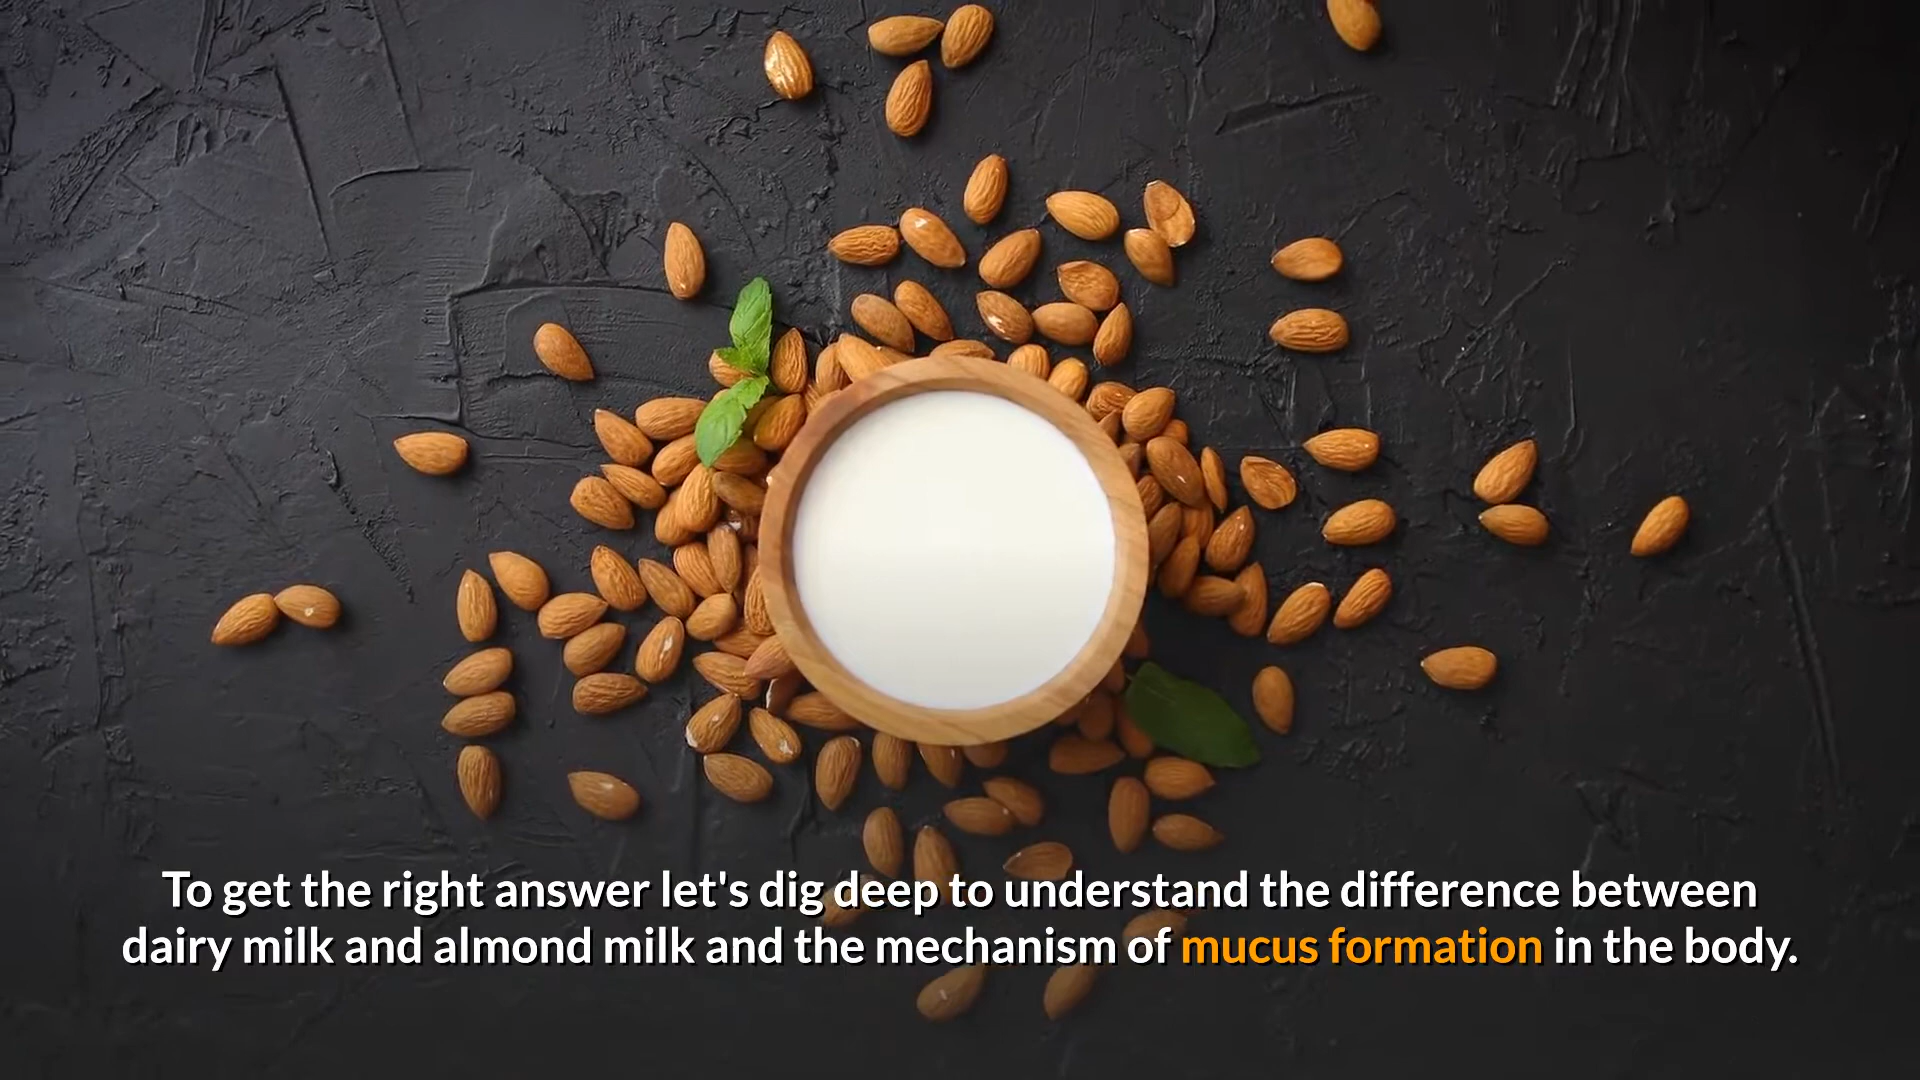 To get the right answer let's dig deep to understand the difference between
dairy milk and almond milk and the mechanism of mucus formation in the body.